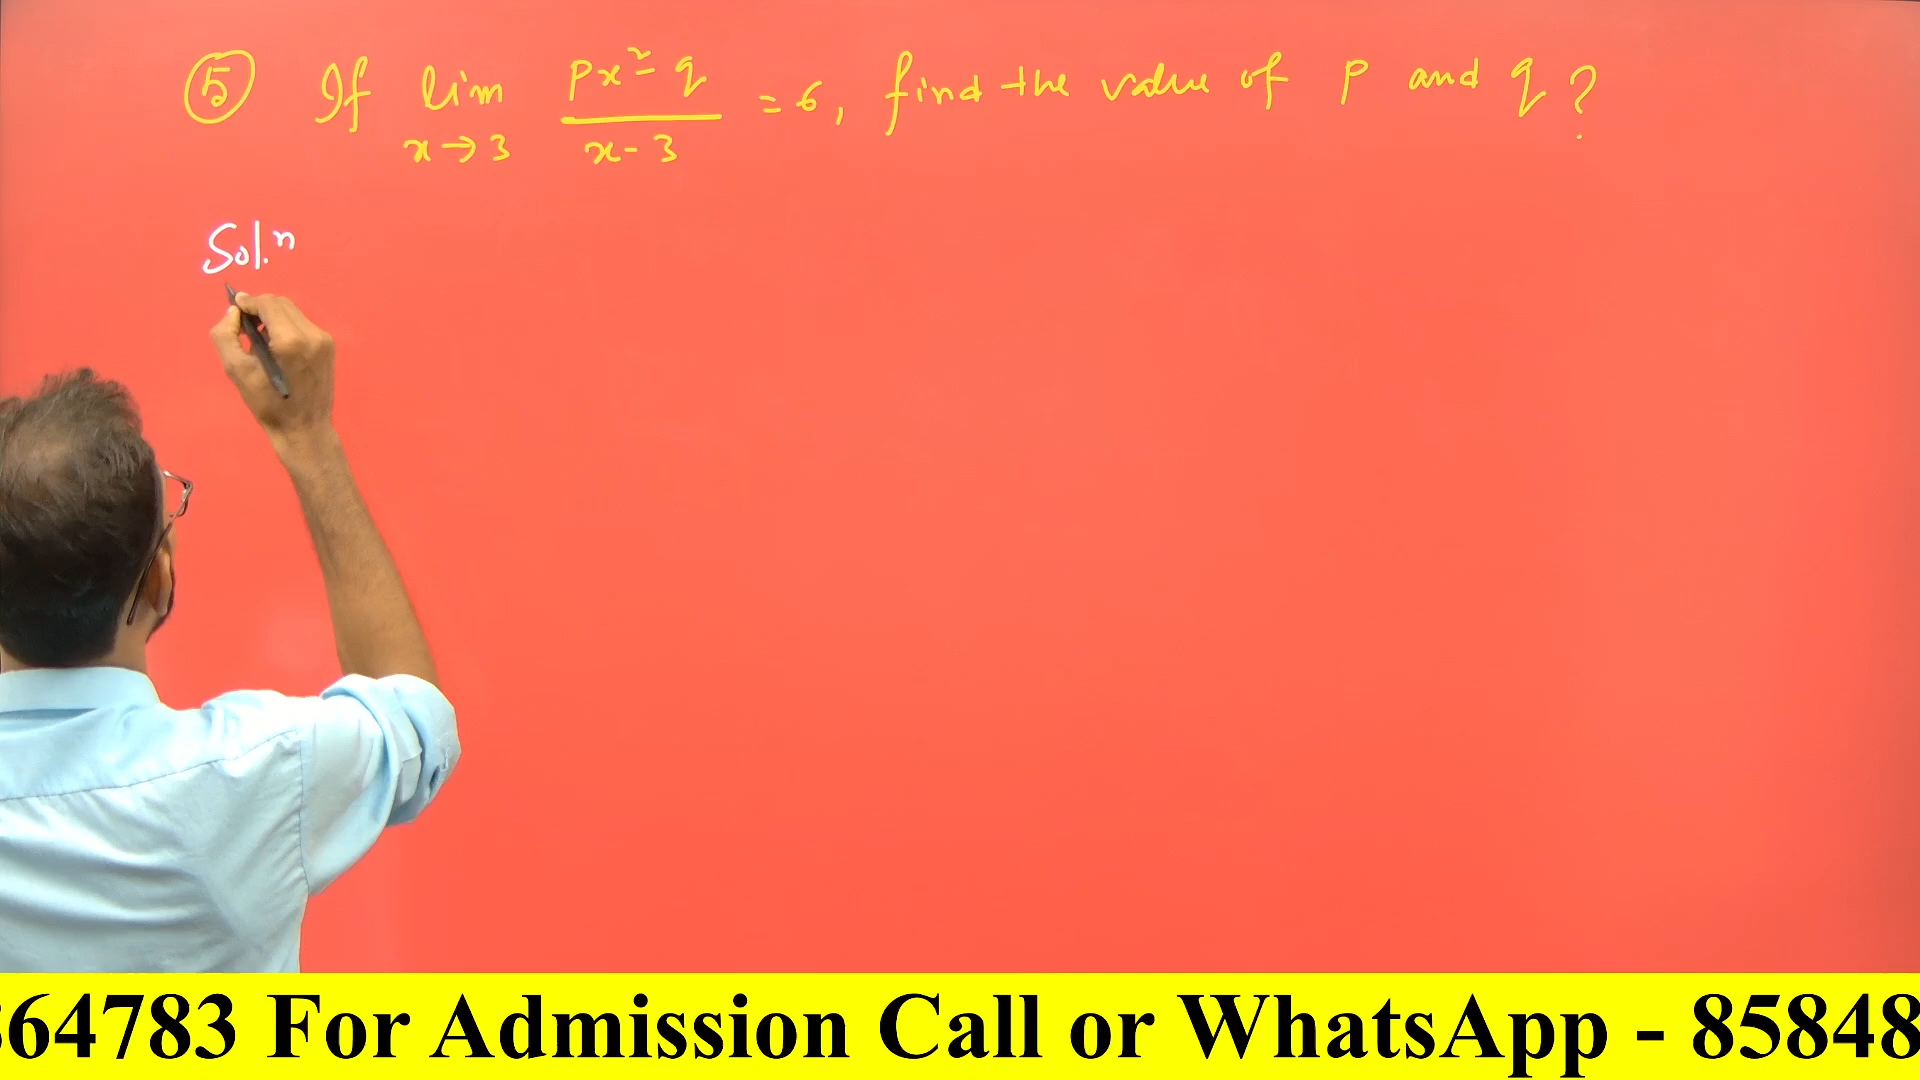 ⑤ If lim x→3 px²-q / x-3 = 6, find the value of p and q?
Sol.ⁿ
64783 For Admission Call or WhatsApp - 85848